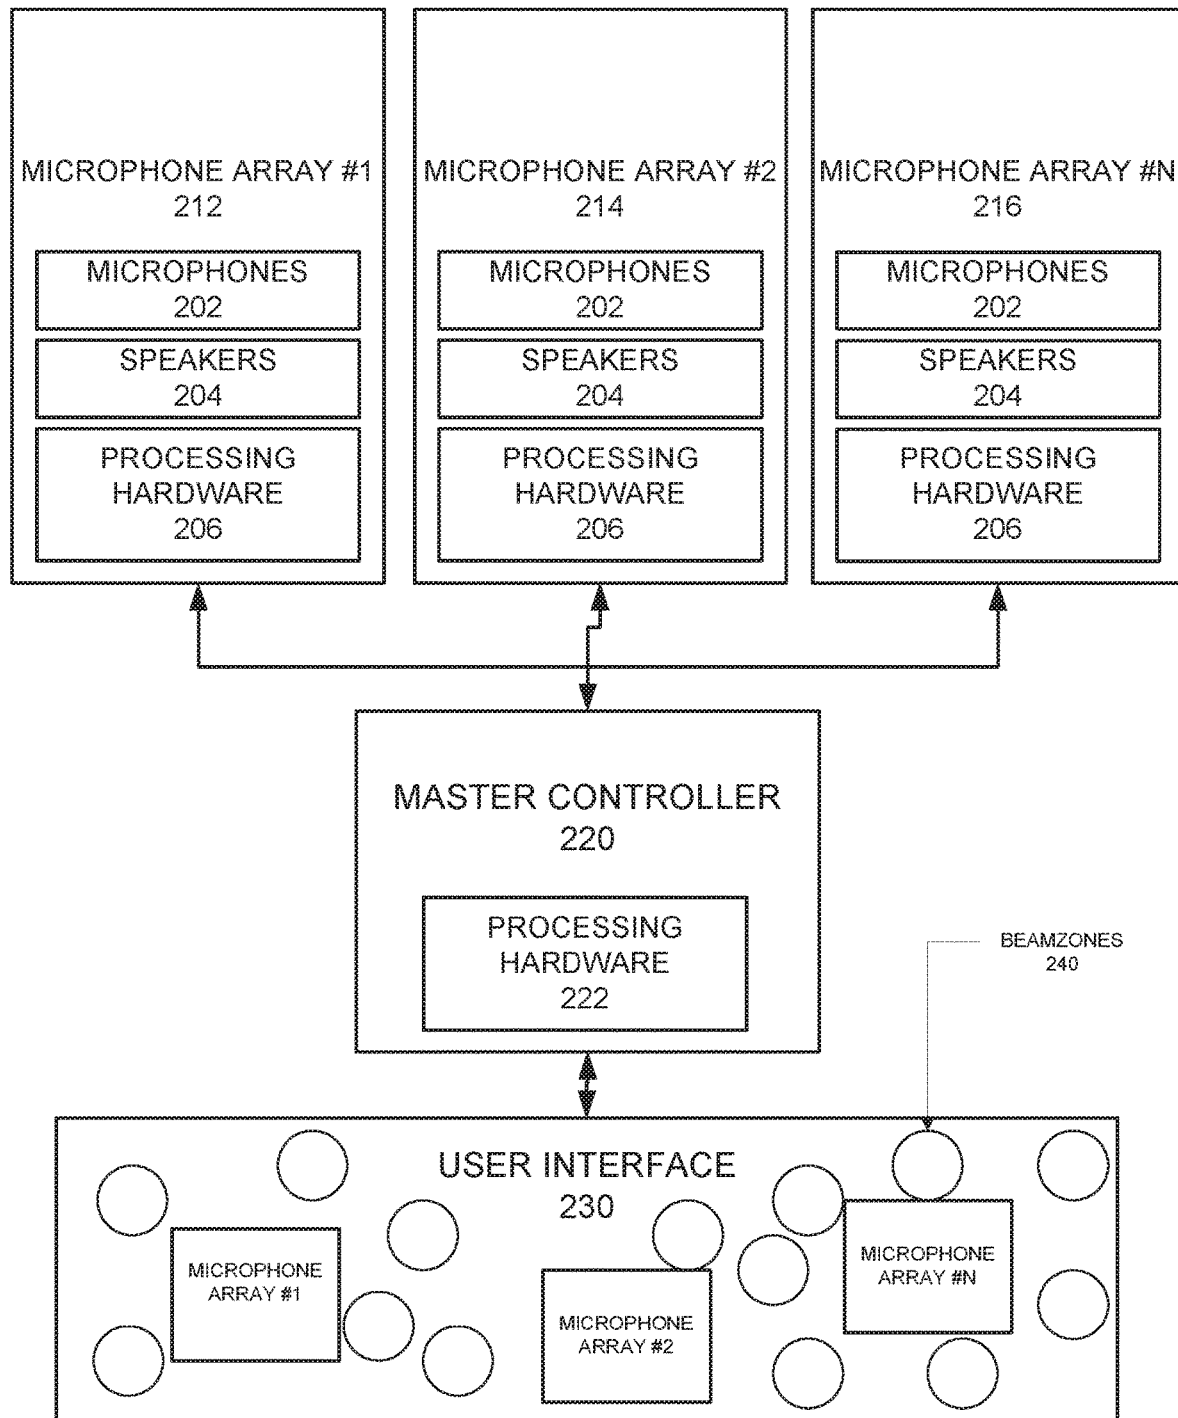 MICROPHONE ARRAY #1
212
MICROPHONES
202
SPEAKERS
204
PROCESSING
HARDWARE
206
MICROPHONE ARRAY #2
214
MICROPHONES
202
SPEAKERS
204
PROCESSING
HARDWARE
206
MICROPHONE ARRAY #N
216
MICROPHONES
202
SPEAKERS
204
PROCESSING
HARDWARE
206
MASTER CONTROLLER
220
PROCESSING
HARDWARE
222
BEAMZONES
240
USER INTERFACE
230
MICROPHONE
ARRAY #1
MICROPHONE
ARRAY #2
MICROPHONE
ARRAY #N